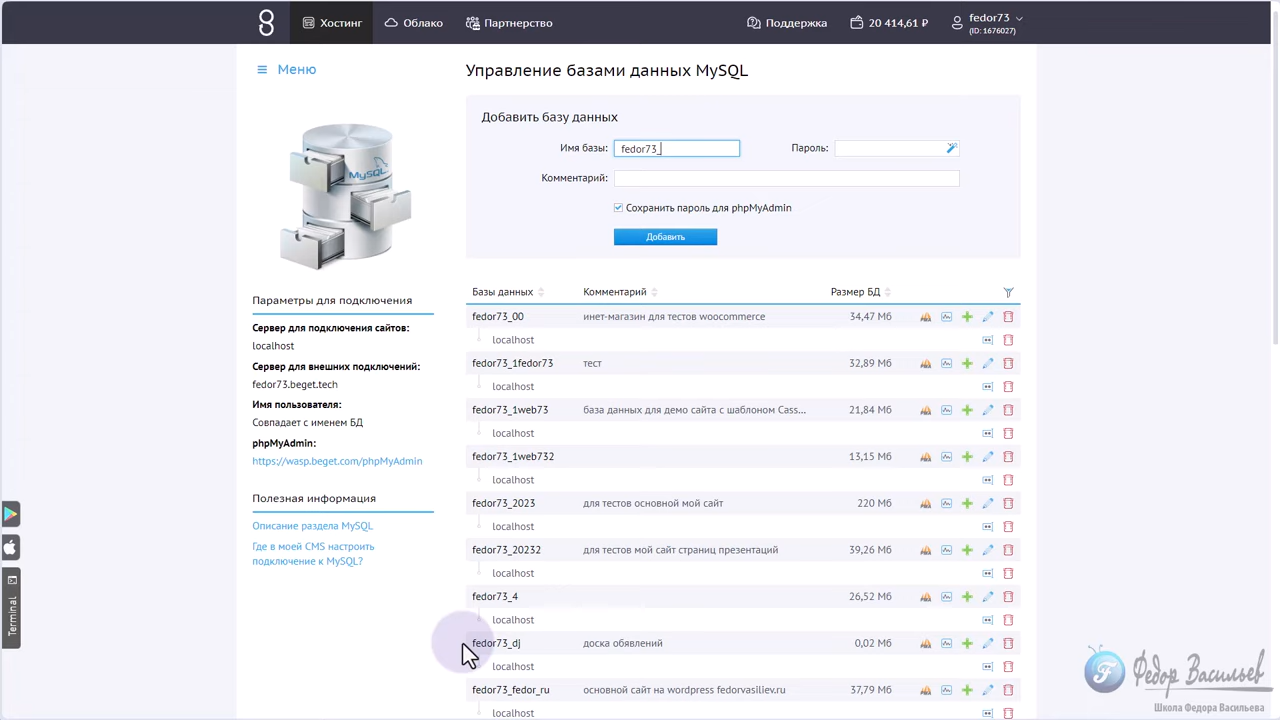 Хостинг
Облако
Партнерство
Поддержка
20 414,61 ₽
fedor73
(ID: 1676027)
Меню
MySQL
Параметры для подключения
Сервер для подключения сайтов:
localhost
Сервер для внешних подключений:
fedor73.beget.tech
Имя пользователя:
Совпадает с именем БД
phpMyAdmin:
https://wasp.beget.com/phpMyAdmin
Полезная информация
Описание раздела MySQL
Где в моей CMS настроить
подключение к MySQL?
Terminal
Управление базами данных MySQL
Добавить базу данных
Имя базы: fedor73_ Пароль:
Комментарий:
Сохранить пароль для phpMyAdmin
Добавить
Базы данных Комментарий Размер БД
fedor73_00 инет-магазин для тестов woocommerce 34,47 Мб
localhost
fedor73_1fedor73 тест 32,89 Мб
localhost
fedor73_1web73 база данных для демо сайта с шаблоном Cass... 21,84 Мб
localhost
fedor73_1web732 13,15 Мб
localhost
fedor73_2023 для тестов основной мой сайт 220 Мб
localhost
fedor73_20232 для тестов мой сайт страниц презентаций 39,26 Мб
localhost
fedor73_4 26,52 Мб
localhost
fedor73_dj доска обявлений 0,02 Мб
localhost
fedor73_fedor_ru основной сайт на wordpress fedorvasiliev.ru 37,79 Мб
localhost
Федор Васильев
Школа Федора Васильева